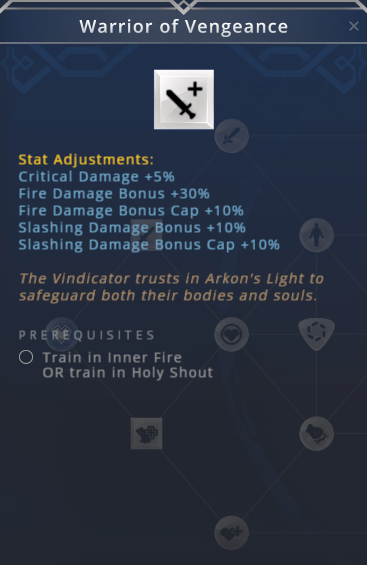 Warrior of Vengeance
Stat Adjustments:
Critical Damage +5%
Fire Damage Bonus +30%
Fire Damage Bonus Cap +10%
Slashing Damage Bonus +10%
Slashing Damage Bonus Cap +10%
The Vindicator trusts in Arkon's Light to
safeguard both their bodies and souls.
PREREQUISITES
Train in Inner Fire
OR train in Holy Shout